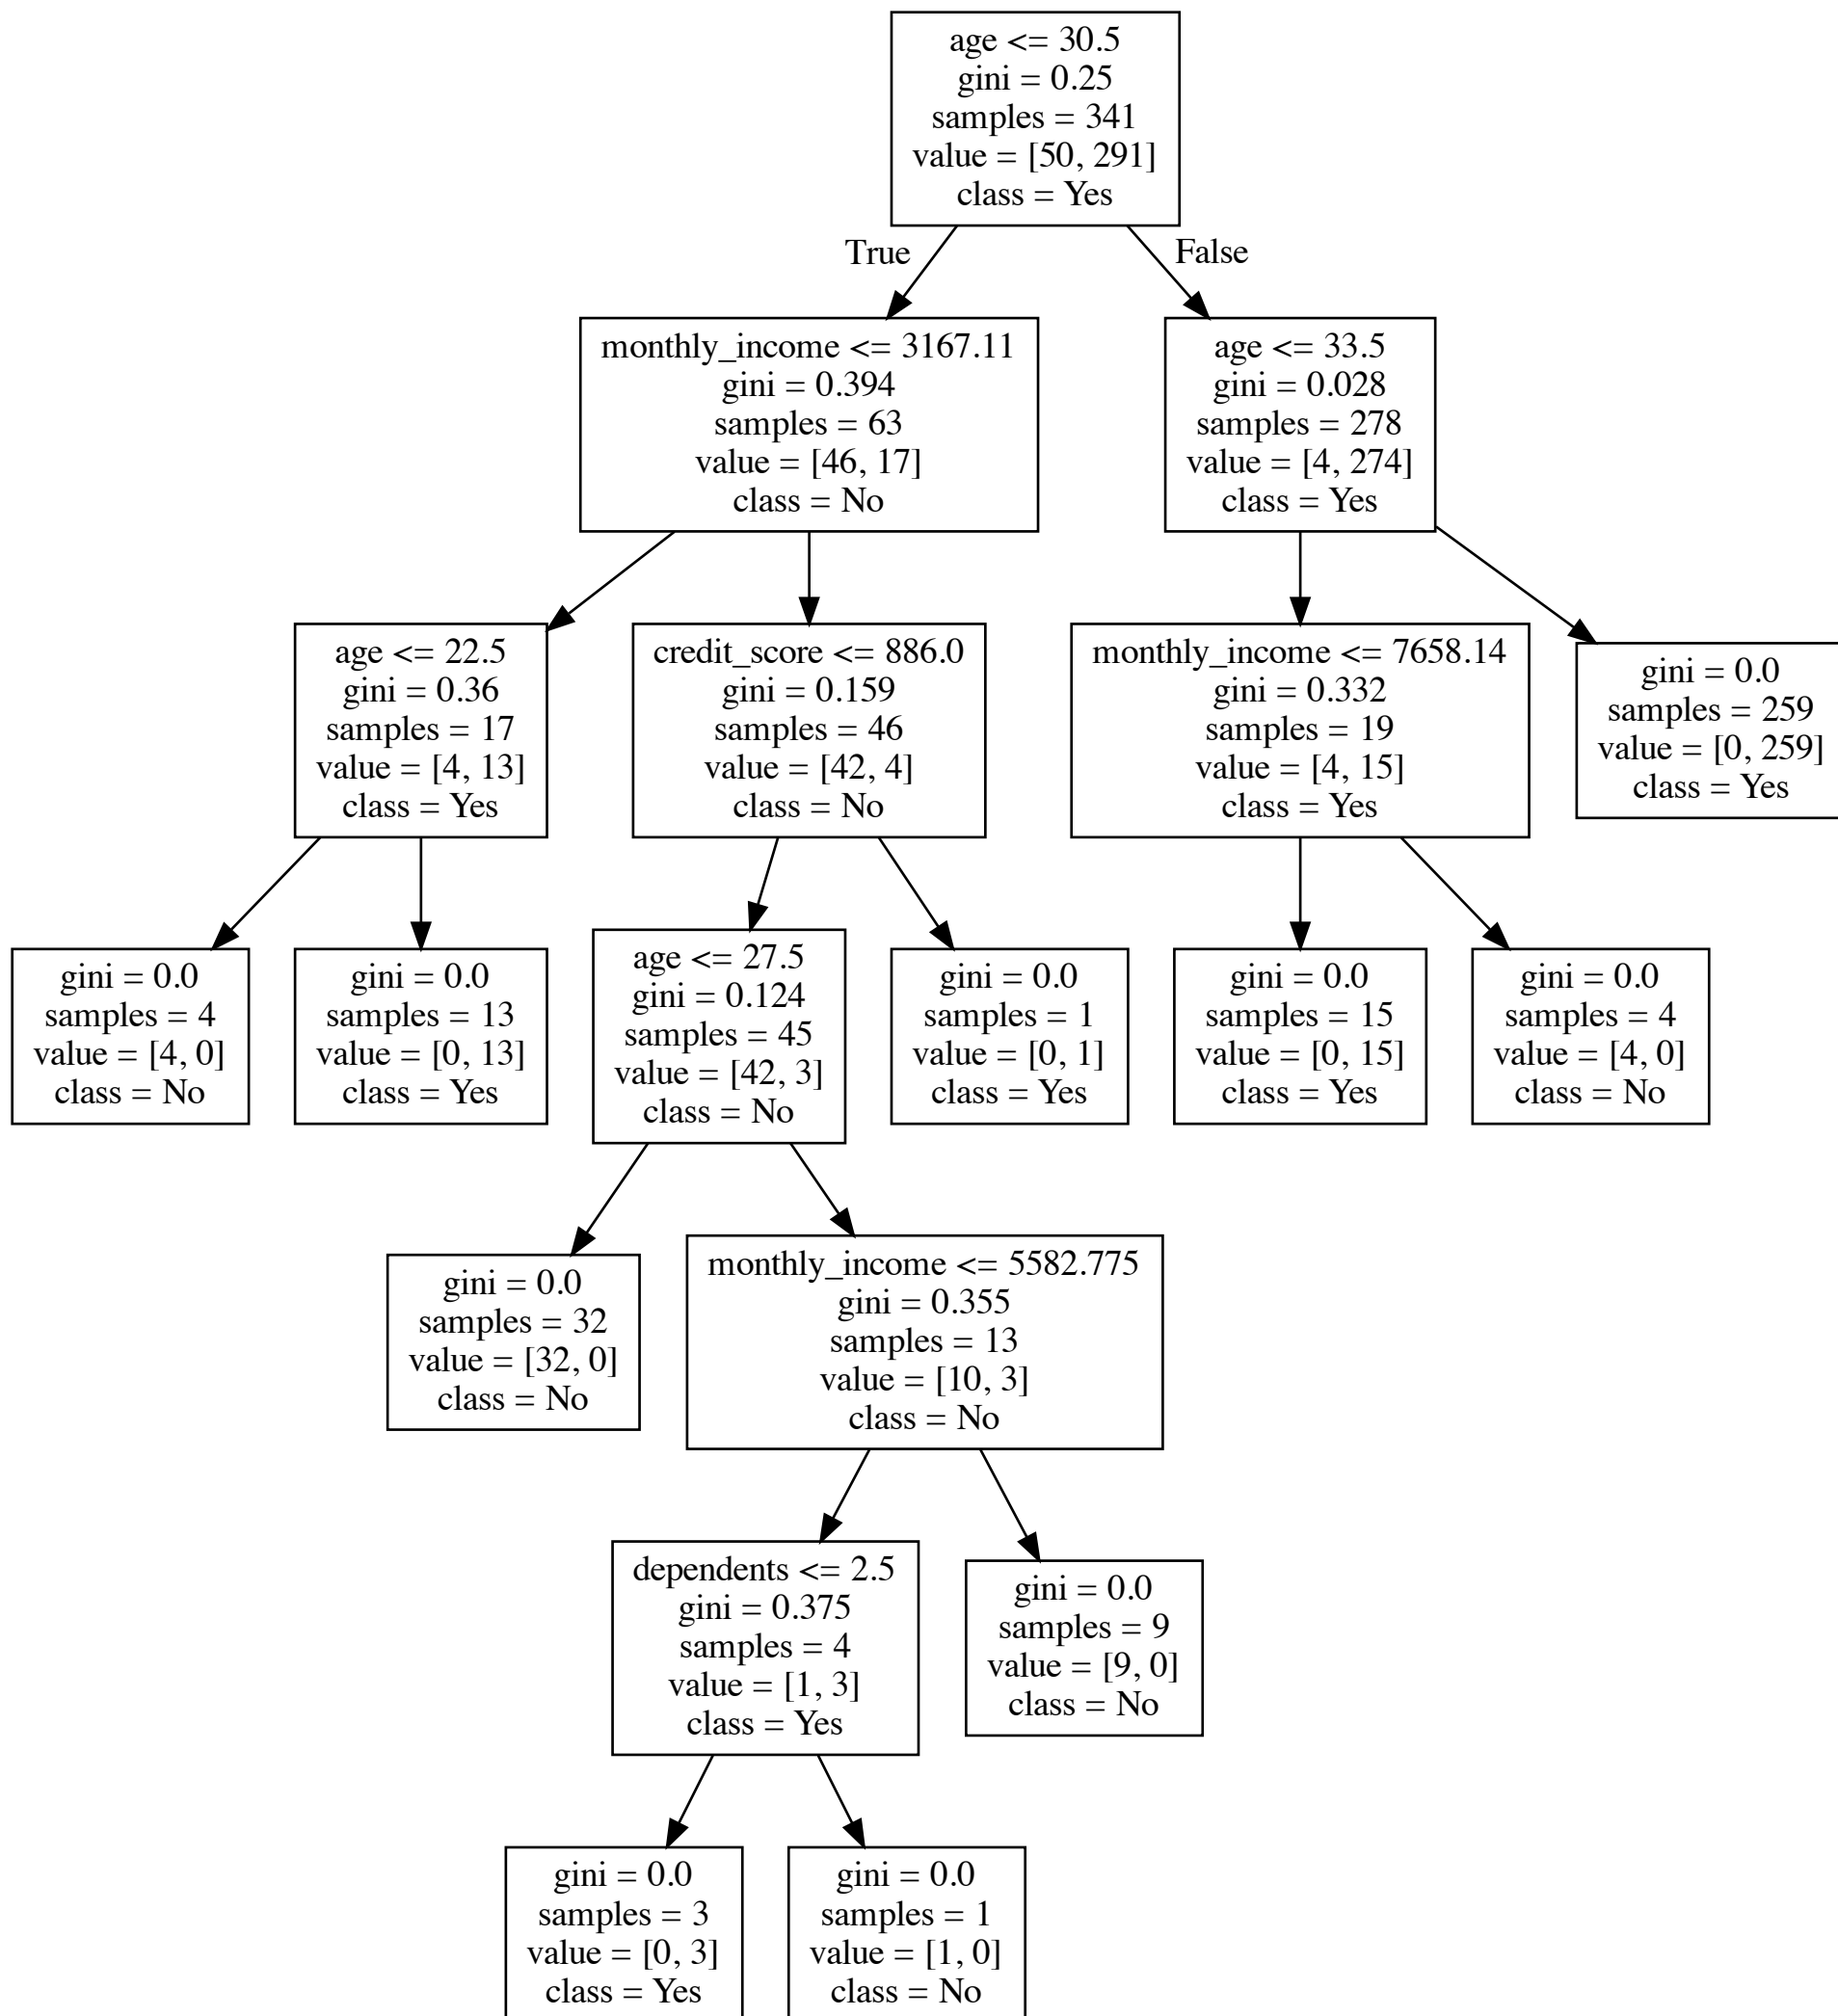 age <= 30.5
gini = 0.25
samples = 341
value = [50, 291]
class = Yes
True
False
monthly_income <= 3167.11
gini = 0.394
samples = 63
value = [46, 17]
class = No
age <= 33.5
gini = 0.028
samples = 278
value = [4, 274]
class = Yes
age <= 22.5
gini = 0.36
samples = 17
value = [4, 13]
class = Yes
credit_score <= 886.0
gini = 0.159
samples = 46
value = [42, 4]
class = No
monthly_income <= 7658.14
gini = 0.332
samples = 19
value = [4, 15]
class = Yes
gini = 0.0
samples = 259
value = [0, 259]
class = Yes
gini = 0.0
samples = 4
value = [4, 0]
class = No
gini = 0.0
samples = 13
value = [0, 13]
class = Yes
age <= 27.5
gini = 0.124
samples = 45
value = [42, 3]
class = No
gini = 0.0
samples = 1
value = [0, 1]
class = Yes
gini = 0.0
samples = 15
value = [0, 15]
class = Yes
gini = 0.0
samples = 4
value = [4, 0]
class = No
gini = 0.0
samples = 32
value = [32, 0]
class = No
monthly_income <= 5582.775
gini = 0.355
samples = 13
value = [10, 3]
class = No
dependents <= 2.5
gini = 0.375
samples = 4
value = [1, 3]
class = Yes
gini = 0.0
samples = 9
value = [9, 0]
class = No
gini = 0.0
samples = 3
value = [0, 3]
class = Yes
gini = 0.0
samples = 1
value = [1, 0]
class = No